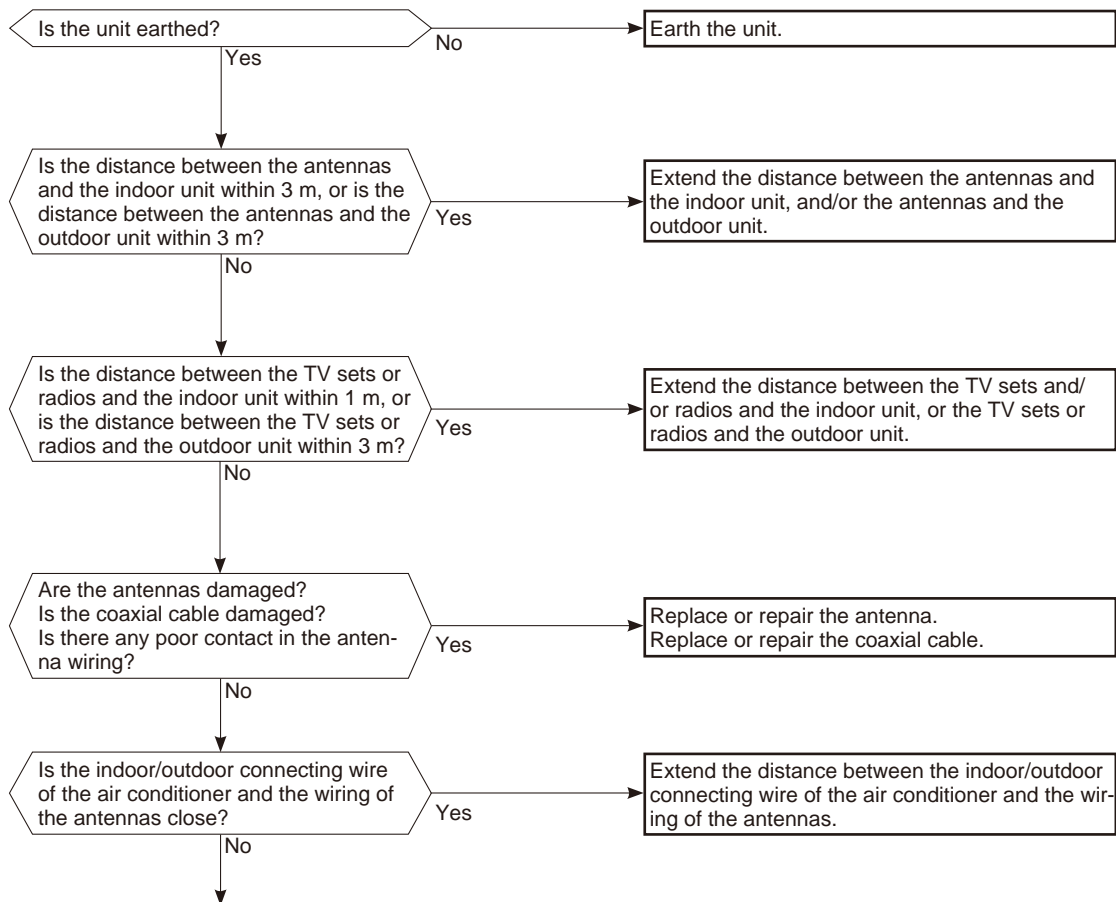 Is the unit earthed?
No
Earth the unit.
Yes
Is the distance between the antennas
and the indoor unit within 3 m, or is the
distance between the antennas and the
outdoor unit within 3 m?
Yes
Extend the distance between the antennas and
the indoor unit, and/or the antennas and the
outdoor unit.
No
Is the distance between the TV sets or
radios and the indoor unit within 1 m, or
is the distance between the TV sets or
radios and the outdoor unit within 3 m?
Yes
Extend the distance between the TV sets and/
or radios and the indoor unit, or the TV sets or
radios and the outdoor unit.
No
Are the antennas damaged?
Is the coaxial cable damaged?
Is there any poor contact in the anten-
na wiring?
Yes
Replace or repair the antenna.
Replace or repair the coaxial cable.
No
Is the indoor/outdoor connecting wire
of the air conditioner and the wiring of
the antennas close?
Yes
Extend the distance between the indoor/outdoor
connecting wire of the air conditioner and the wir-
ing of the antennas.
No